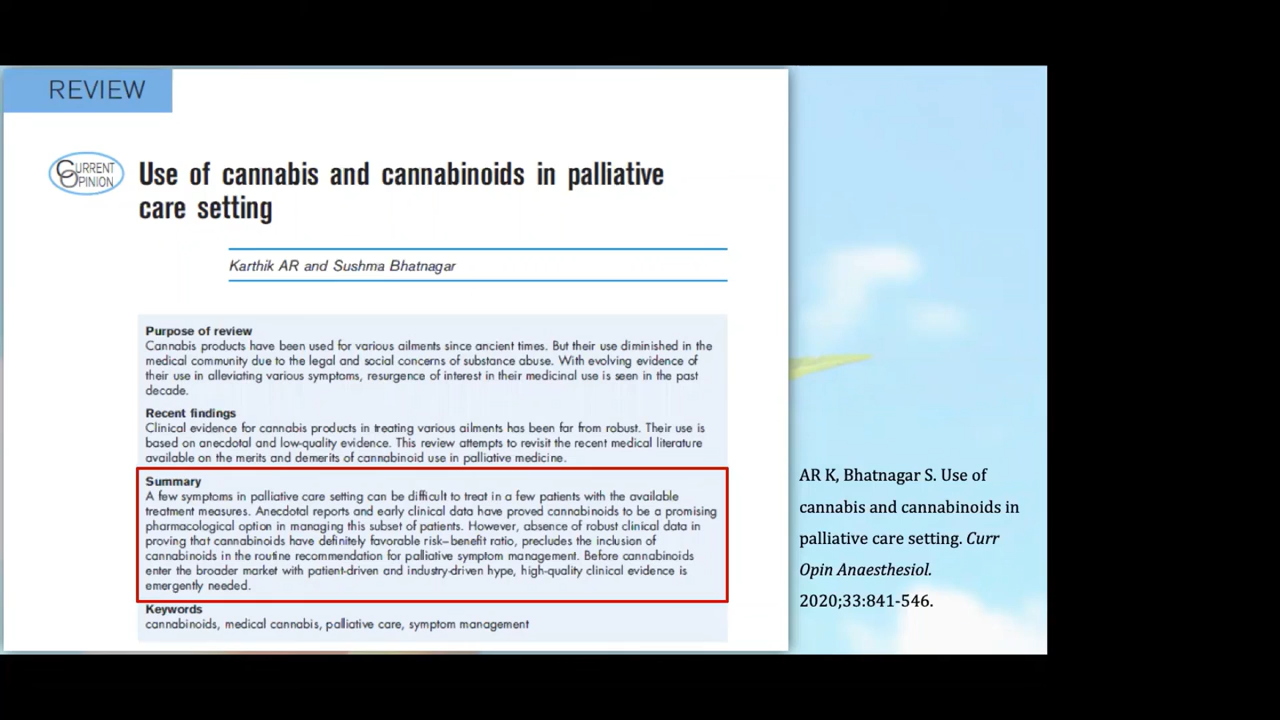 REVIEW
CURRENT
OPINION
Use of cannabis and cannabinoids in palliative
care setting
Karthik AR and Sushma Bhatnagar
Purpose of review
Cannabis products have been used for various ailments since ancient times. But their use diminished in the
medical community due to the legal and social concerns of substance abuse. With evolving evidence of
their use in alleviating various symptoms, resurgence of interest in their medicinal use is seen in the past
decade.
Recent findings
Clinical evidence for cannabis products in treating various ailments has been far from robust. Their use is
based on anecdotal and low-quality evidence. This review attempts to revisit the recent medical literature
available on the merits and demerits of cannabinoid use in palliative medicine.
Summary
A few symptoms in palliative care setting can be difficult to treat in a few patients with the available
treatment measures. Anecdotal reports and early clinical data have proved cannabinoids to be a promising
pharmacological option in managing this subset of patients. However, absence of robust clinical data in
proving that cannabinoids have definitely favorable risk–benefit ratio, precludes the inclusion of
cannabinoids in the routine recommendation for palliative symptom management. Before cannabinoids
enter the broader market with patient-driven and industry-driven hype, high-quality clinical evidence is
emergently needed.
Keywords
cannabinoids, medical cannabis, palliative care, symptom management
AR K, Bhatnagar S. Use of
cannabis and cannabinoids in
palliative care setting. Curr
Opin Anaesthesiol.
2020;33:841-546.